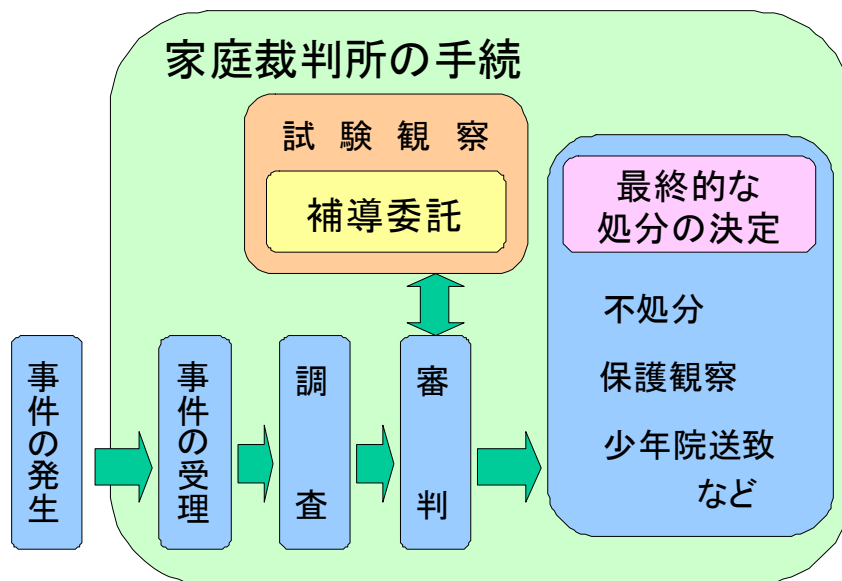 家庭裁判所の手続
試験観察
補導委託
最終的な
処分の決定
不処分
保護観察
少年院送致
など
事件の発生
事件の受理
調査
審判